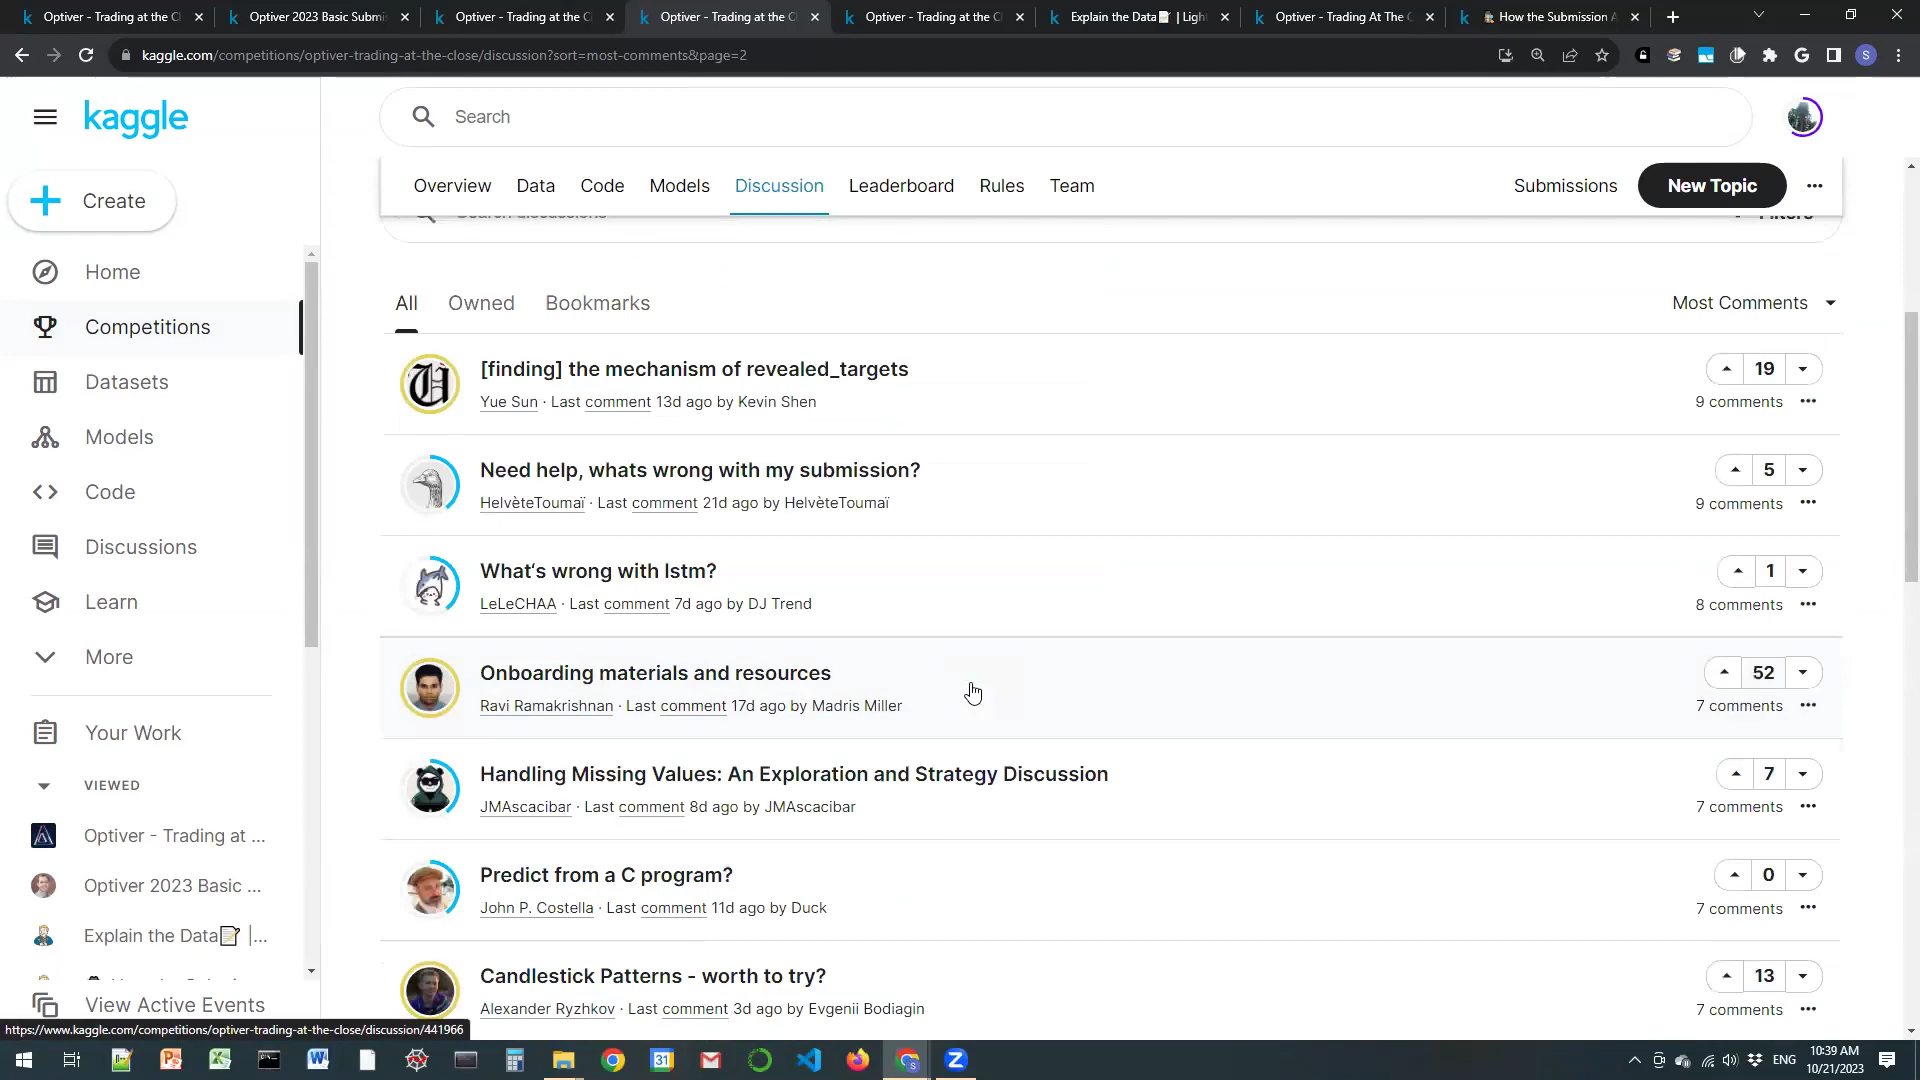 Optiver - Trading at the Cl
Optiver 2023 Basic Submis
Optiver - Trading at the Cl
Optiver - Trading at the Cl
Optiver - Trading at the Cl
Explain the Data📝 | Light
Optiver - Trading At The C
How the Submission A
kaggle.com/competitions/optiver-trading-at-the-close/discussion?sort=most-comments&page=2
kaggle
Search
Create
Overview
Data
Code
Models
Discussion
Leaderboard
Rules
Team
Submissions
New Topic
Home
Competitions
Datasets
Models
Code
Discussions
Learn
More
Your Work
VIEWED
Optiver - Trading at ...
Optiver 2023 Basic ...
Explain the Data📝 |...
View Active Events
https://www.kaggle.com/competitions/optiver-trading-at-the-close/discussion/441966
All
Owned
Bookmarks
Most Comments
[finding] the mechanism of revealed_targets
Yue Sun · Last comment 13d ago by Kevin Shen
19
9 comments
Need help, whats wrong with my submission?
HelvèteToumaï · Last comment 21d ago by HelvèteToumaï
5
9 comments
What‘s wrong with lstm?
LeLeCHAA · Last comment 7d ago by DJ Trend
1
8 comments
Onboarding materials and resources
Ravi Ramakrishnan · Last comment 17d ago by Madris Miller
52
7 comments
Handling Missing Values: An Exploration and Strategy Discussion
JMAscacibar · Last comment 8d ago by JMAscacibar
7
7 comments
Predict from a C program?
John P. Costella · Last comment 11d ago by Duck
0
7 comments
Candlestick Patterns - worth to try?
Alexander Ryzhkov · Last comment 3d ago by Evgenii Bodiagin
13
7 comments
ENG
10:39 AM
10/21/2023